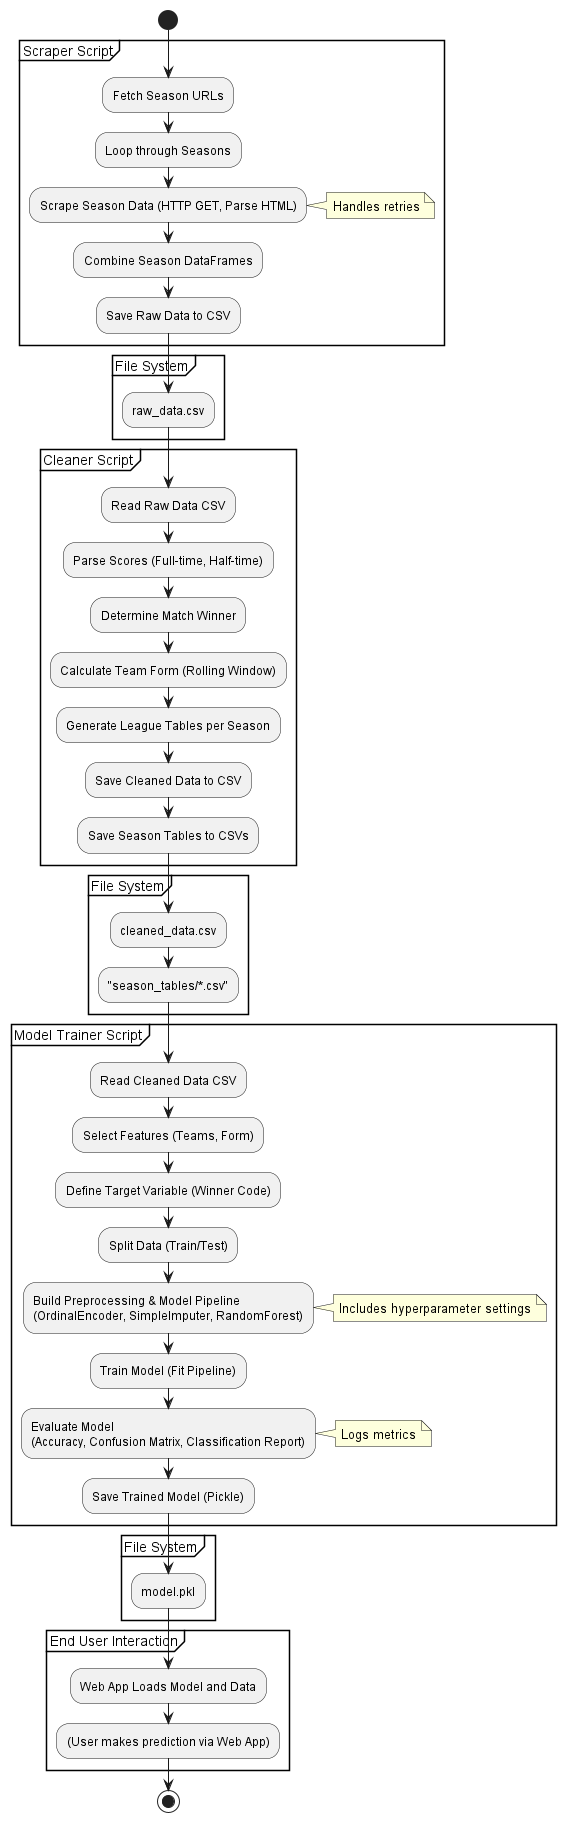 Scraper Script
Fetch Season URLs
Loop through Seasons
Scrape Season Data (HTTP GET, Parse HTML)
Handles retries
Combine Season DataFrames
Save Raw Data to CSV
File System
raw_data.csv
Cleaner Script
Read Raw Data CSV
Parse Scores (Full-time, Half-time)
Determine Match Winner
Calculate Team Form (Rolling Window)
Generate League Tables per Season
Save Cleaned Data to CSV
Save Season Tables to CSVs
File System
cleaned_data.csv
"season_tables/*.csv"
Model Trainer Script
Read Cleaned Data CSV
Select Features (Teams, Form)
Define Target Variable (Winner Code)
Split Data (Train/Test)
Build Preprocessing & Model Pipeline
(OrdinalEncoder, SimpleImputer, RandomForest)
Includes hyperparameter settings
Train Model (Fit Pipeline)
Evaluate Model
(Accuracy, Confusion Matrix, Classification Report)
Logs metrics
Save Trained Model (Pickle)
File System
model.pkl
End User Interaction
Web App Loads Model and Data
(User makes prediction via Web App)